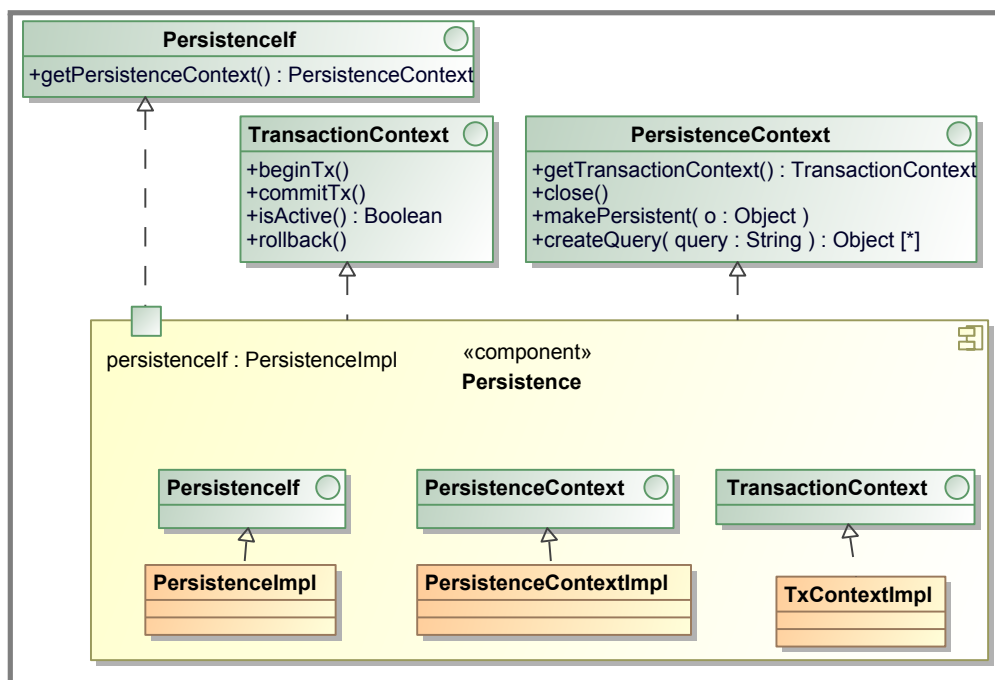 PersistenceIf
+getPersistenceContext() : PersistenceContext
TransactionContext
+beginTx()
+commitTx()
+isActive() : Boolean
+rollback()
PersistenceContext
+getTransactionContext() : TransactionContext
+close()
+makePersistent( o : Object )
+createQuery( query : String ) : Object [*]
persistenceIf : PersistenceImpl
«component»
Persistence
PersistenceIf
PersistenceContext
TransactionContext
PersistenceImpl
PersistenceContextImpl
TxContextImpl